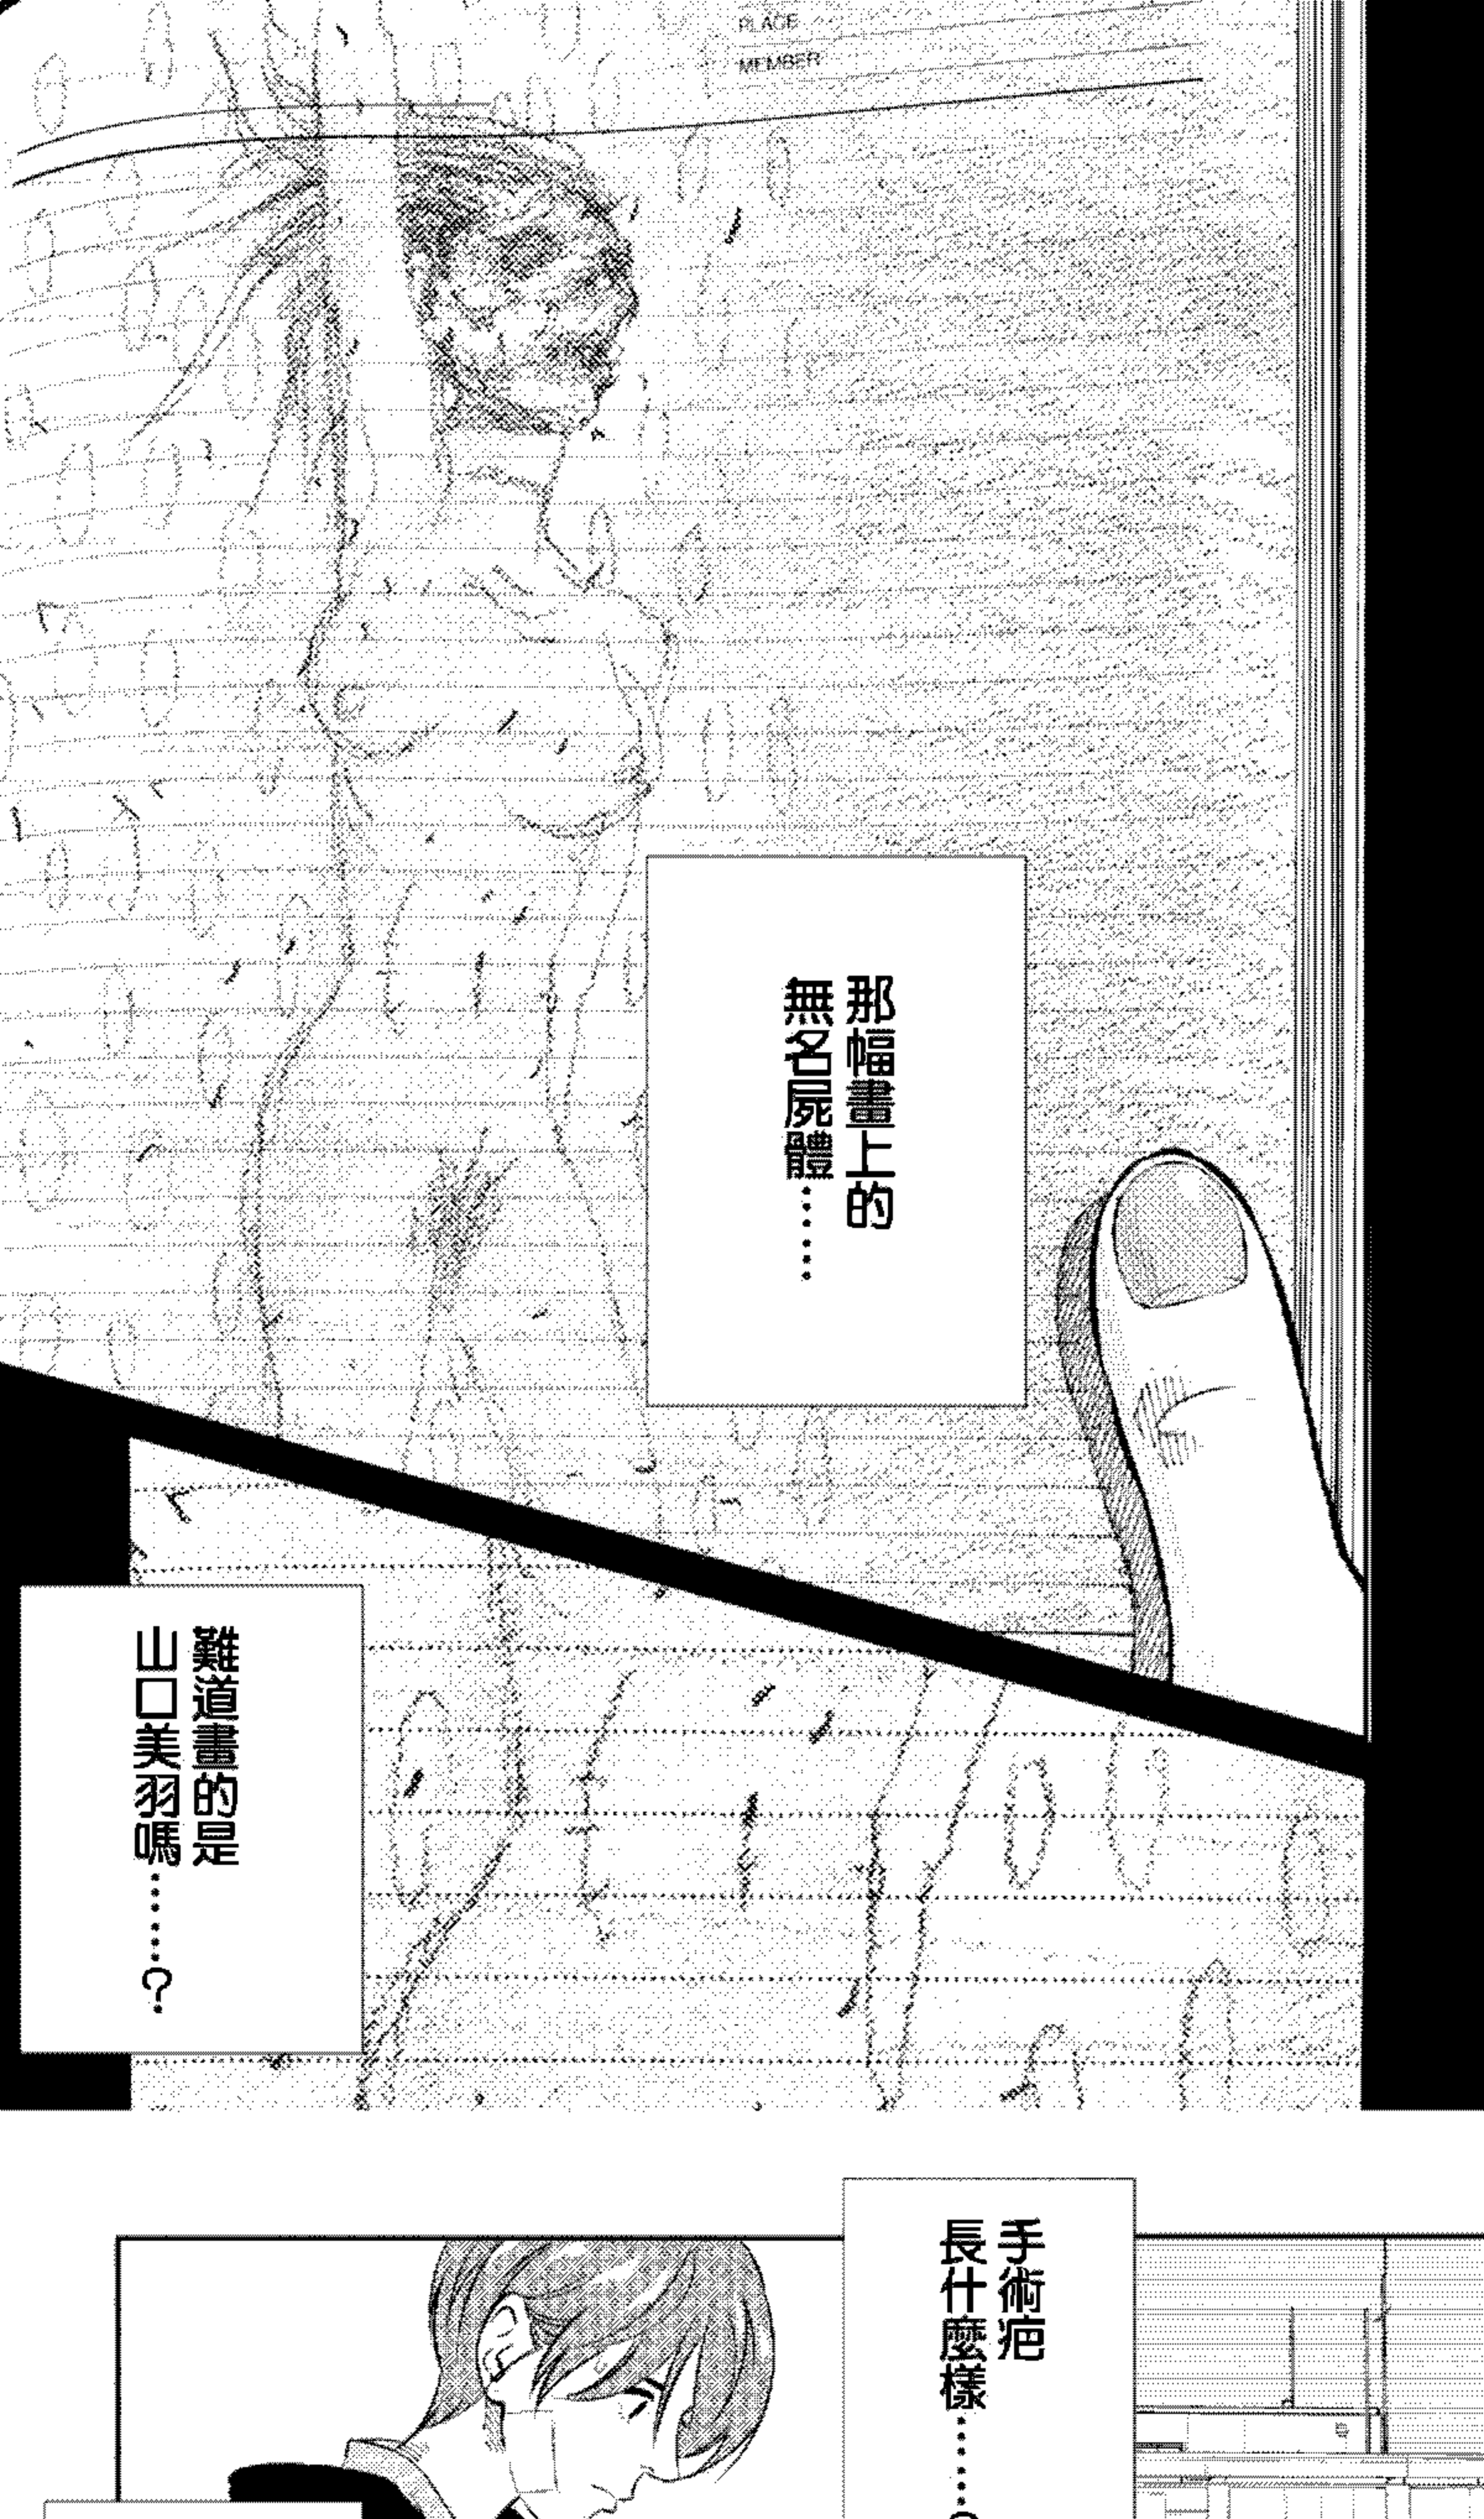 PLACE
MEMBER
那幅畫上的
無名屍體……
難道畫的是
山口美羽嗎………？
手術疤
長什麼樣……